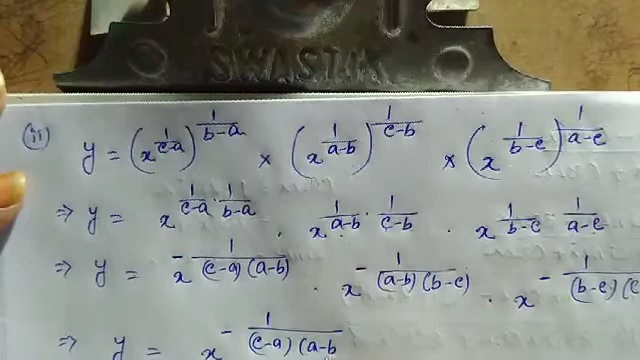 SWASTIK
(ii) y = (x^{1/(c-a)})^{1/(b-a)} × (x^{1/(a-b)})^{1/(c-b)} × (x^{1/(b-c)})^{1/(a-c)}
⇒ y = x^{1/(c-a) · 1/(b-a)} · x^{1/(a-b) · 1/(c-b)} · x^{1/(b-c) · 1/(a-c)}
⇒ y = x^{-1/((c-a)(a-b))} · x^{-1/((a-b)(b-c))} · x^{-1/((b-c)(c
⇒ y = x^{-1/((c-a)(a-b